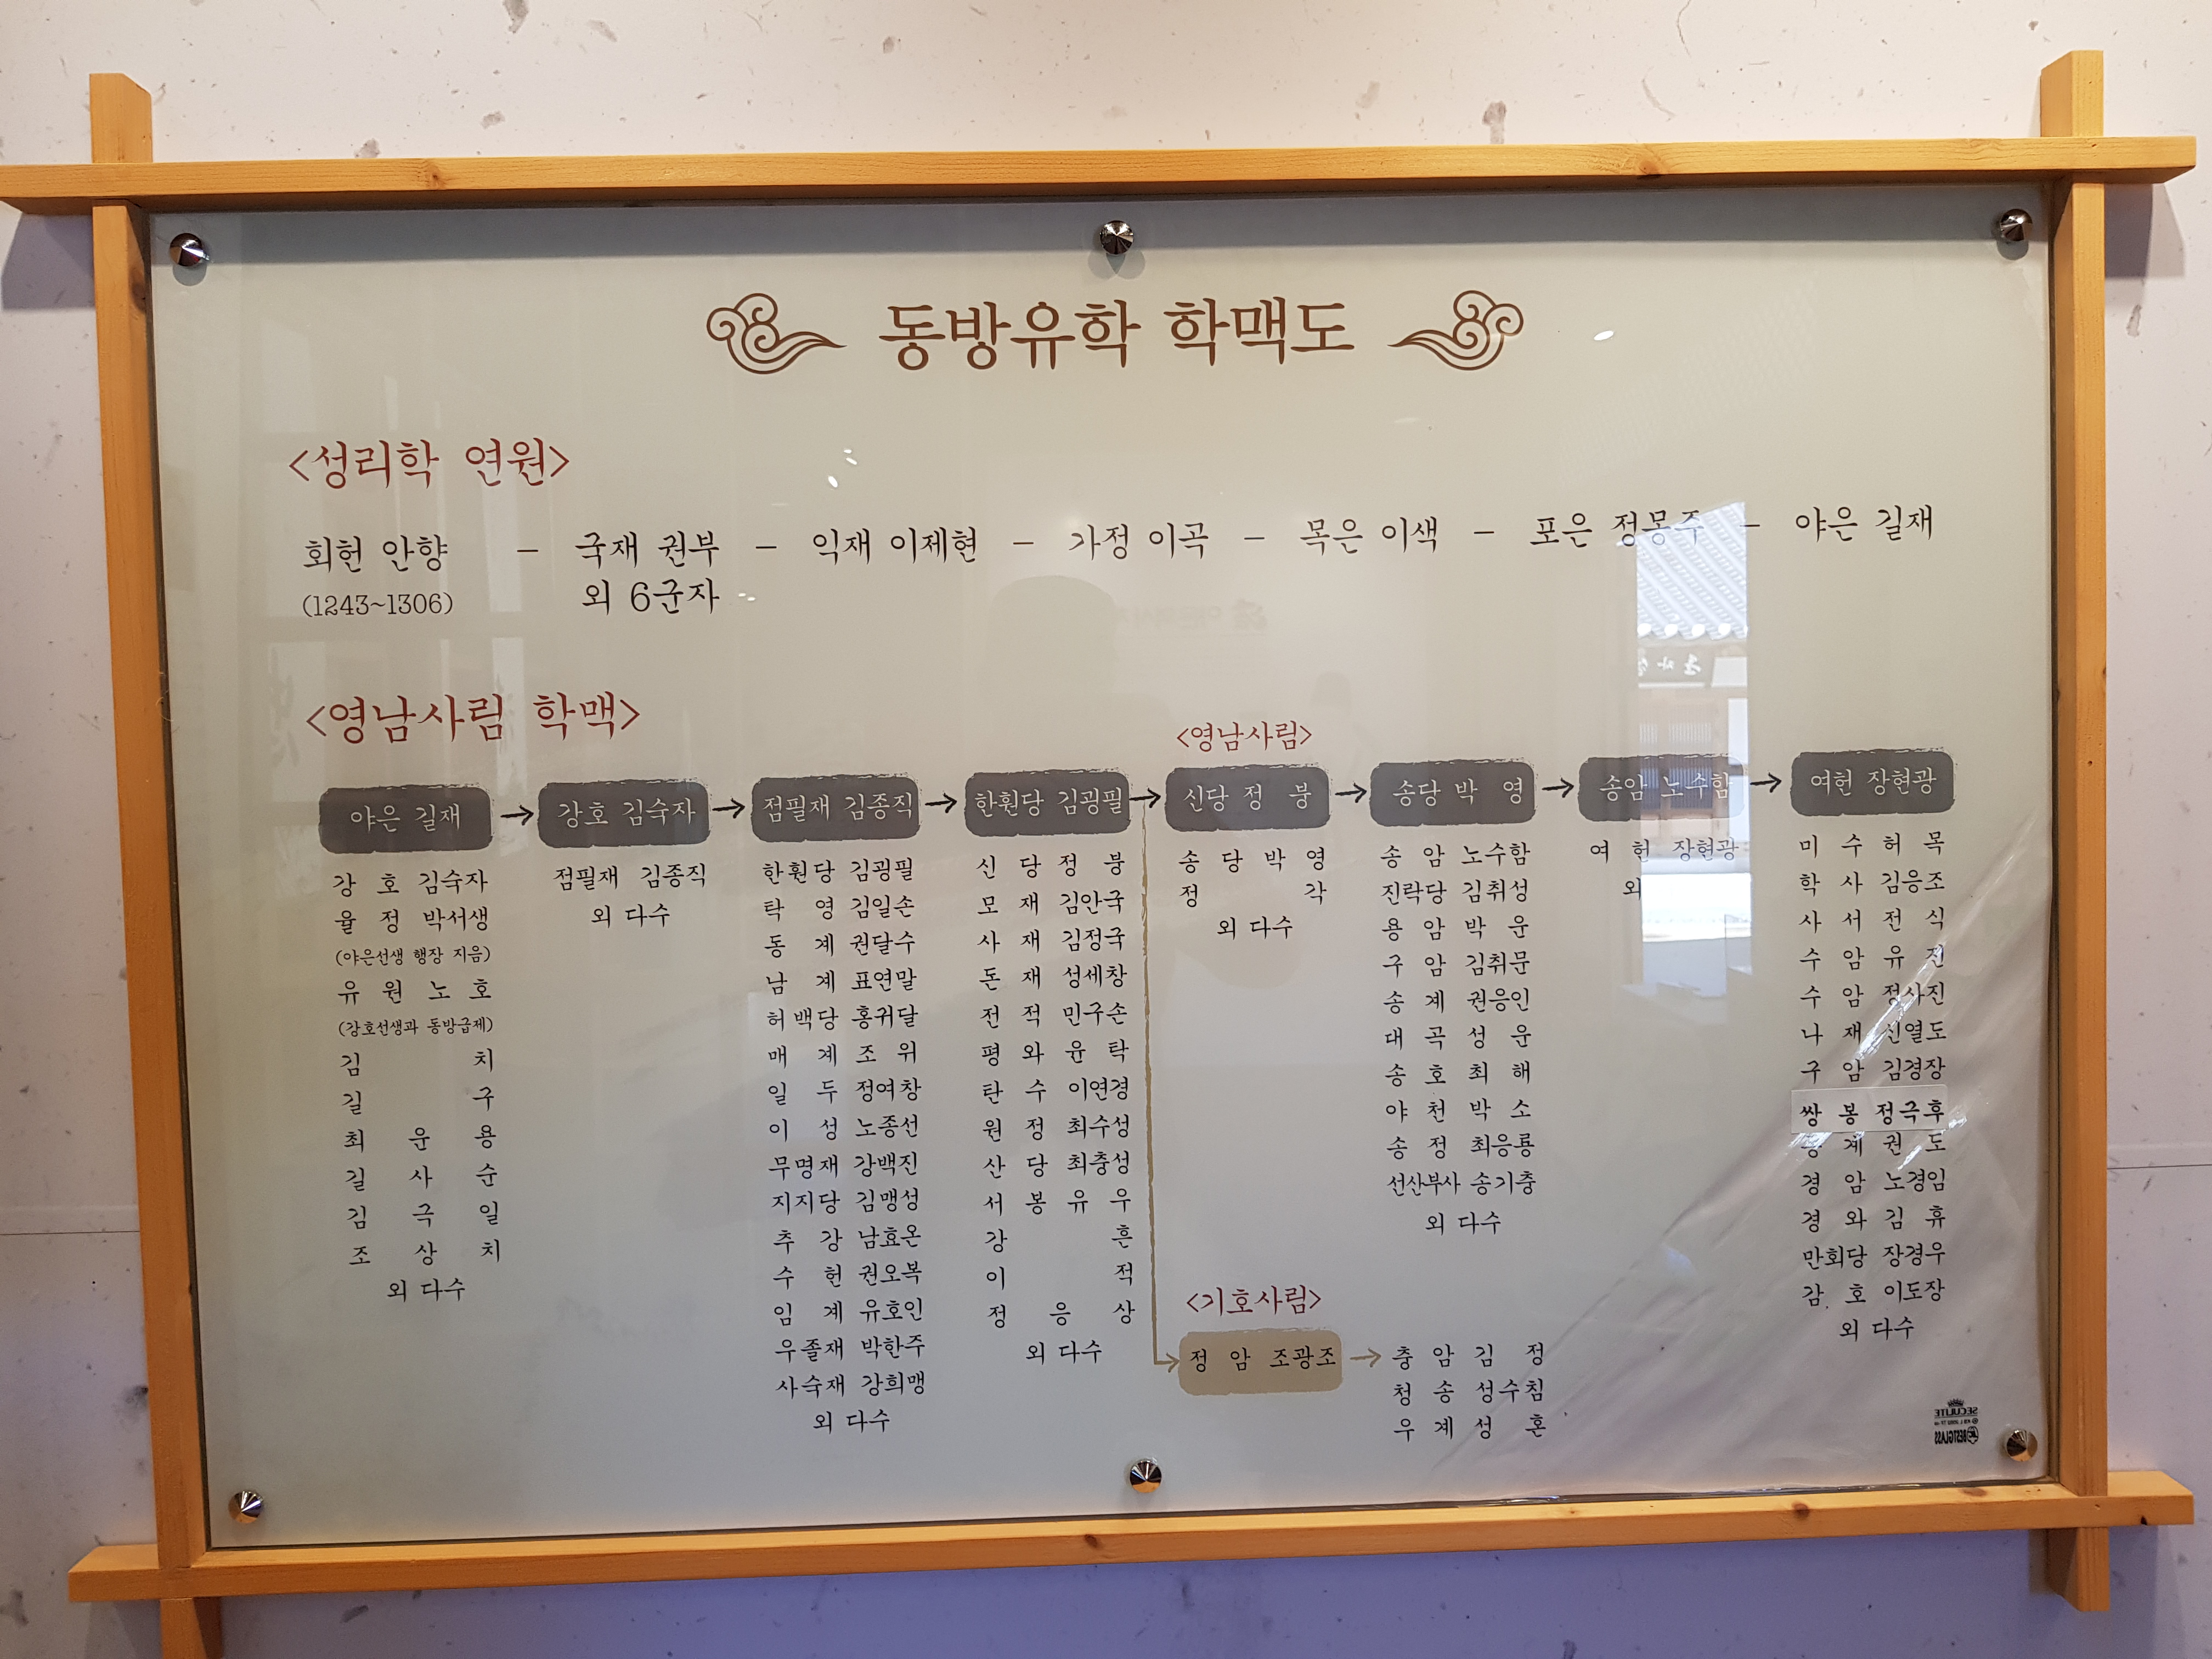 동방유학 학맥도
<성리학 연원>
회헌 안향 – 국재 권부 – 익재 이제현 – 가정 이곡 – 목은 이색 – 포은 정몽주 – 야은 길재
(1243~1306) 외 6군자
<영남사림 학맥>
야은 길재 →
강 호 김숙자
율 정 박서생
(야은선생 행장 지음)
유 원 노 호
(강호선생과 동방급제)
김 치
길 구
최 운 용
길 사 순
김 극 일
조 상 치
외 다수
강호 김숙자 →
점필재 김종직
외 다수
점필재 김종직 →
한훤당 김굉필
탁 영 김일손
동 계 권달수
남 계 표연말
허백당 홍귀달
매 계 조 위
일 두 정여창
이 성 노종선
무명재 강백진
지지당 김맹성
추 강 남효온
수 헌 권오복
임 계 유호인
우졸재 박한주
사숙재 강희맹
외 다수
한훤당 김굉필 →
신 당 정 붕
모 재 김안국
사 재 김정국
돈 재 성세창
전 적 민구손
평 와 윤 탁
탄 수 이연경
원 정 최수성
산 당 최충성
서 봉 유 우
강 흔
이 적
정 응 상
외 다수
<영남사림>
신당 정 붕 →
송 당 박 영
정 각
외 다수
송당 박 영 →
송 암 노수함
진락당 김취성
용 암 박 운
구 암 김취문
송 계 권응인
대 곡 성 운
송 호 최 해
야 천 박 소
송 정 최응룡
선산부사 송기충
외 다수
송암 노수함 →
여 헌 장현광
외
여헌 장현광
미 수 허 목
학 사 김응조
사 서 전 식
수 암 유 진
수 암 정사진
나 재 신열도
구 암 김경장
쌍 봉 정극후
계 권 도
경 암 노경임
경 와 김 휴
만회당 장경우
감 호 이도장
외 다수
<기호사림>
정 암 조광조 →
충 암 김 정
청 송 성수침
우 계 성 혼
SECULITE
BESTGLASS